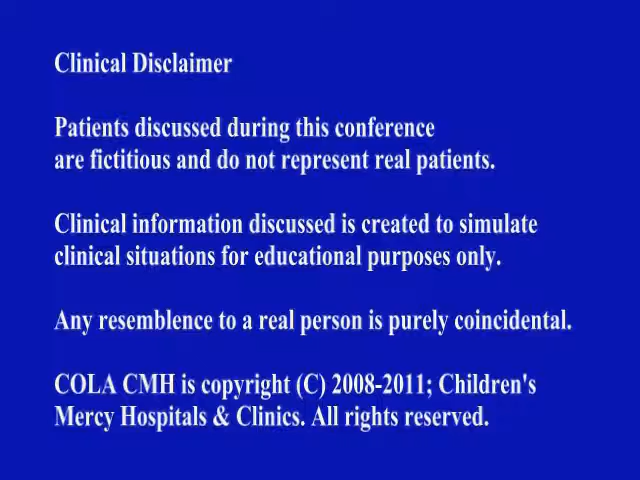 Clinical Disclaimer
Patients discussed during this conference
are fictitious and do not represent real patients.
Clinical information discussed is created to simulate
clinical situations for educational purposes only.
Any resemblence to a real person is purely coincidental.
COLA CMH is copyright (C) 2008-2011; Children's
Mercy Hospitals & Clinics. All rights reserved.